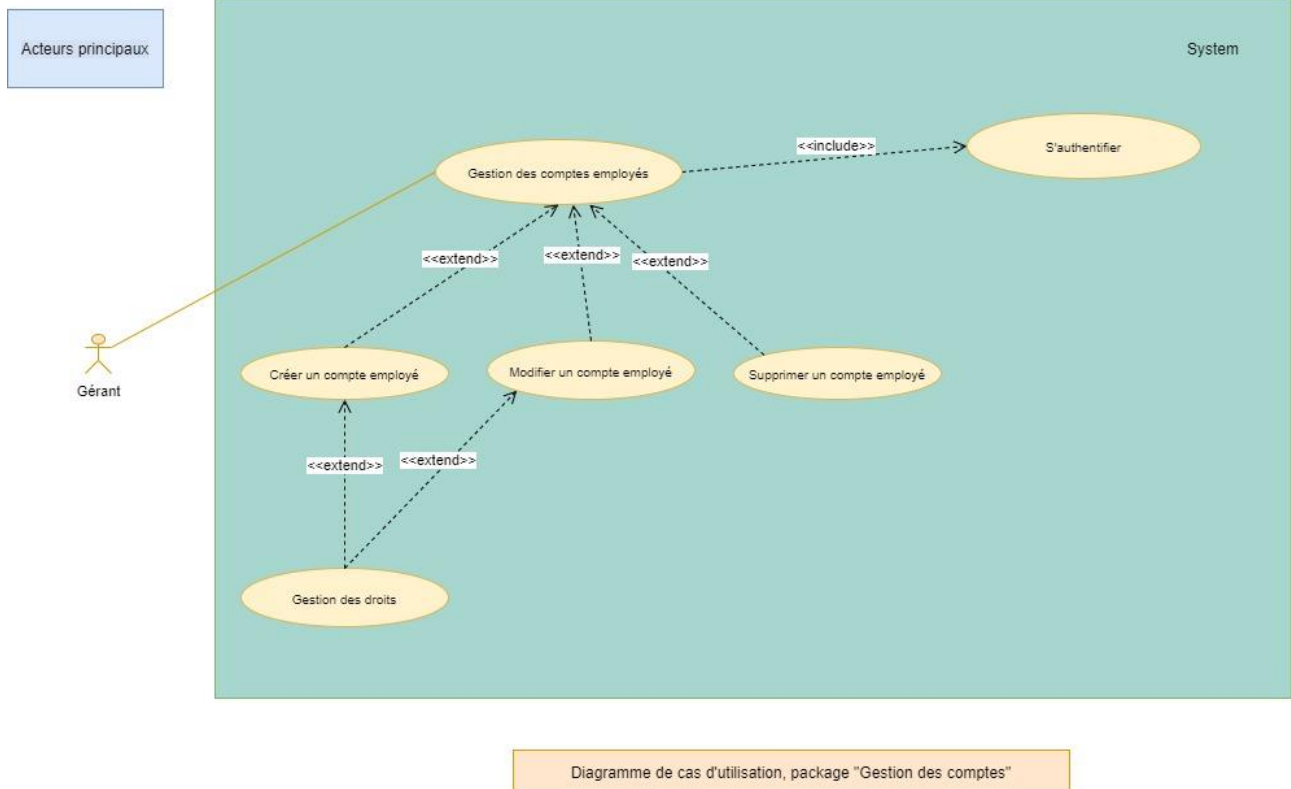 Acteurs principaux
System
<<include>>
S'authentifier
Gestion des comptes employés
<<extend>>
<<extend>>
<<extend>>
Créer un compte employé
Modifier un compte employé
Supprimer un compte employé
Gérant
<<extend>>
<<extend>>
Gestion des droits
Diagramme de cas d'utilisation, package "Gestion des comptes"